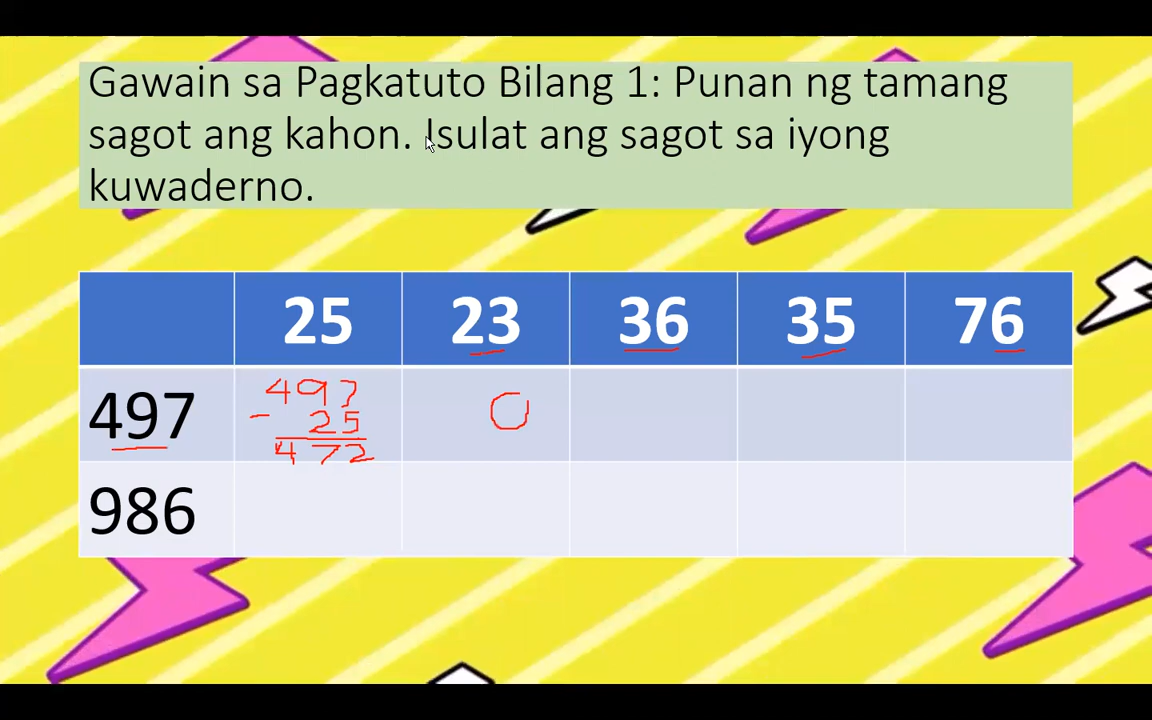 Gawain sa Pagkatuto Bilang 1: Punan ng tamang
sagot ang kahon. Isulat ang sagot sa iyong
kuwaderno.
25 23 36 35 76
497
497
- 25
472
O
986